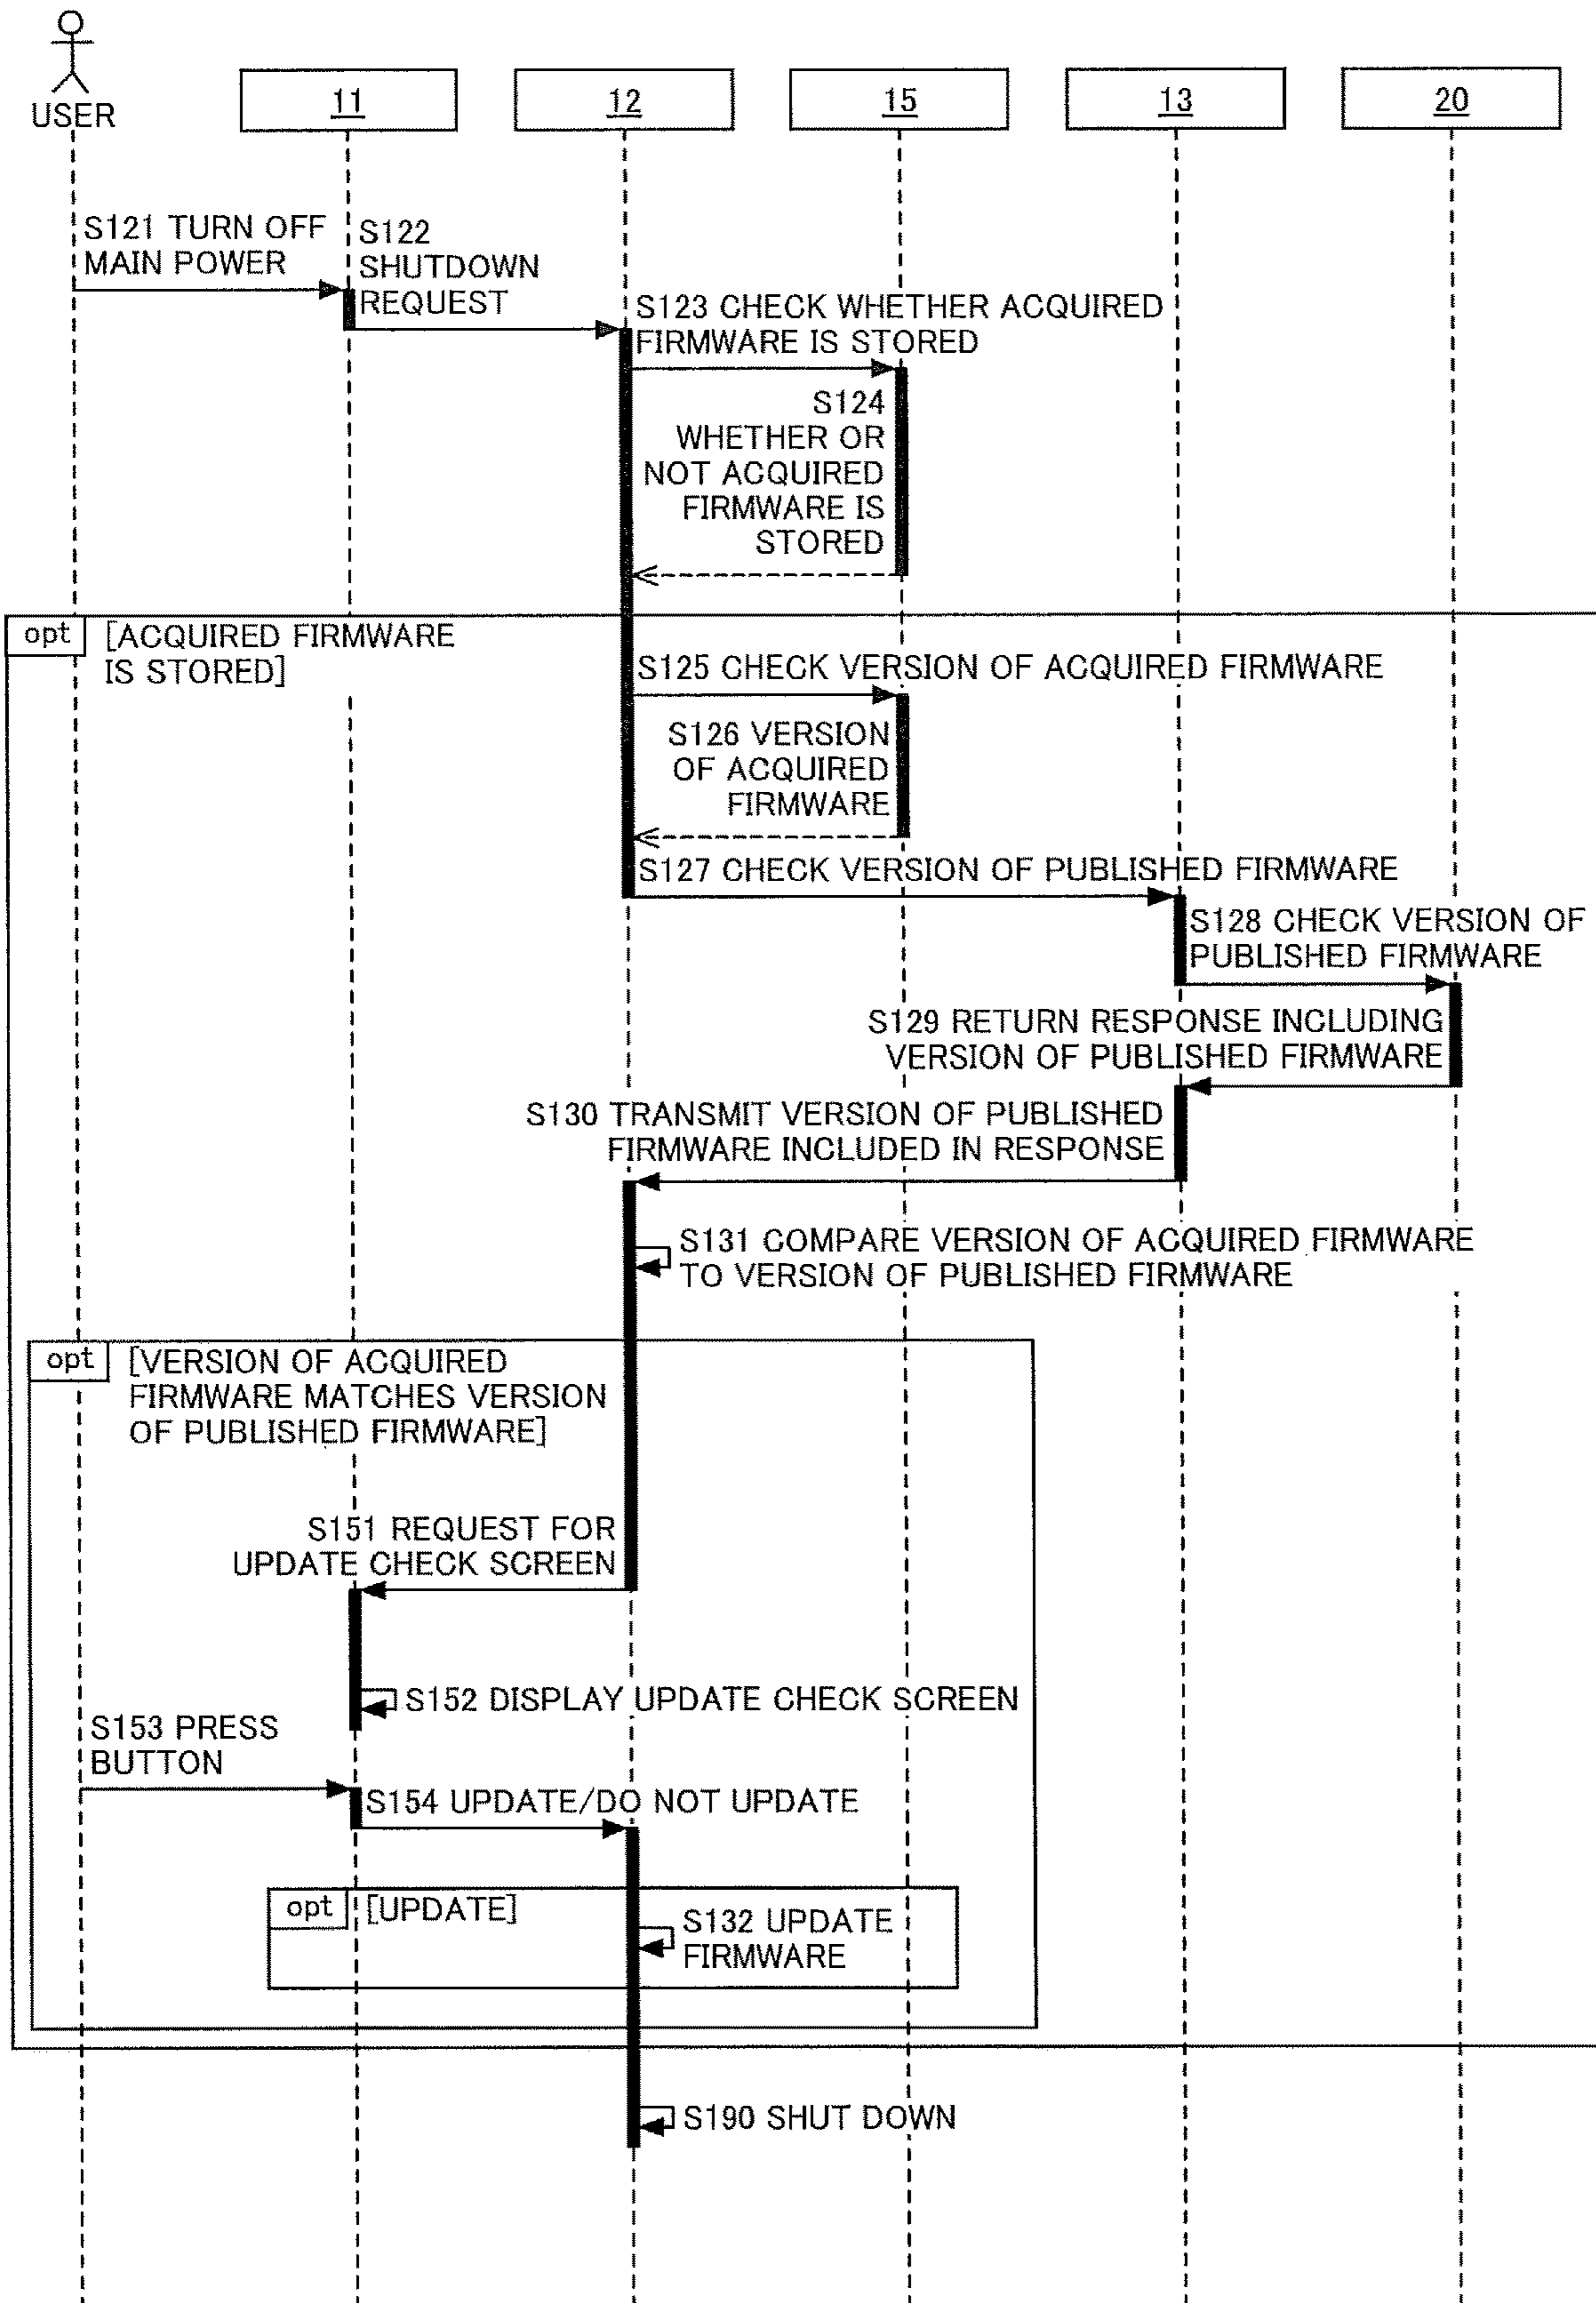 USER
11
12
15
13
20
S121 TURN OFF
MAIN POWER
S122
SHUTDOWN
REQUEST
S123 CHECK WHETHER ACQUIRED
FIRMWARE IS STORED
S124
WHETHER OR
NOT ACQUIRED
FIRMWARE IS
STORED
opt
[ACQUIRED FIRMWARE
IS STORED]
S125 CHECK VERSION OF ACQUIRED FIRMWARE
S126 VERSION
OF ACQUIRED
FIRMWARE
S127 CHECK VERSION OF PUBLISHED FIRMWARE
S128 CHECK VERSION OF
PUBLISHED FIRMWARE
S129 RETURN RESPONSE INCLUDING
VERSION OF PUBLISHED FIRMWARE
S130 TRANSMIT VERSION OF PUBLISHED
FIRMWARE INCLUDED IN RESPONSE
S131 COMPARE VERSION OF ACQUIRED FIRMWARE
TO VERSION OF PUBLISHED FIRMWARE
opt
[VERSION OF ACQUIRED
FIRMWARE MATCHES VERSION
OF PUBLISHED FIRMWARE]
S151 REQUEST FOR
UPDATE CHECK SCREEN
S152 DISPLAY UPDATE CHECK SCREEN
S153 PRESS
BUTTON
S154 UPDATE/DO NOT UPDATE
opt
[UPDATE]
S132 UPDATE
FIRMWARE
S190 SHUT DOWN